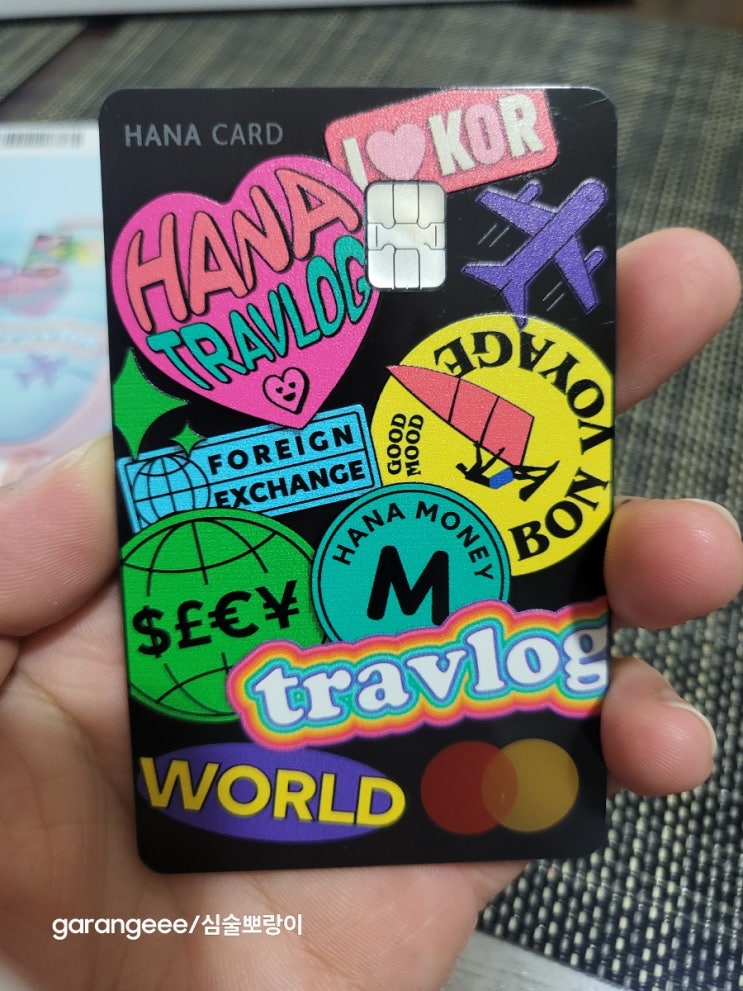 HANA CARD
I KOR
HANA
TRAVLOG
BON VOYAGE
GOOD
MOOD
FOREIGN
EXCHANGE
HANA MONEY
M
$£€¥
travlog
WORLD
garangeee/심술뽀랑이